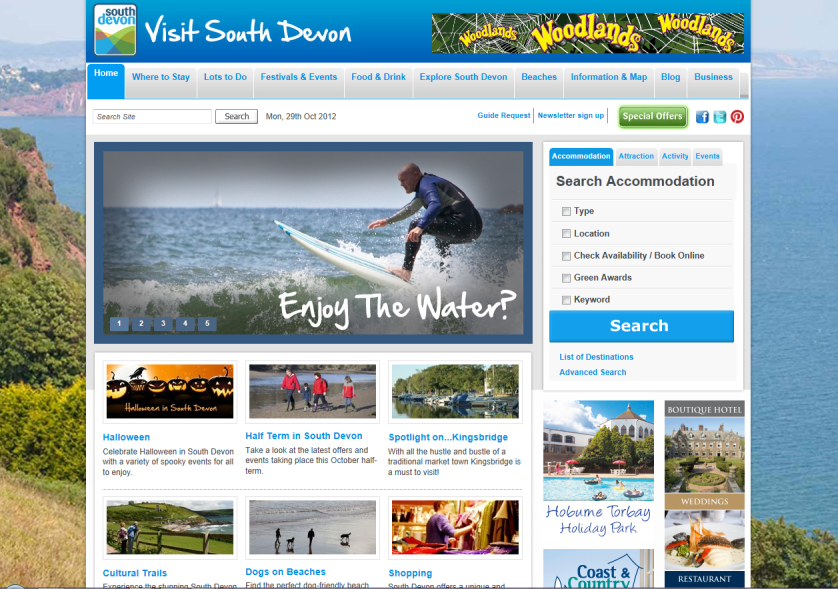 south
devon
Visit South Devon
Woodlands
Woodlands
Woodlands
Home
Where to Stay
Lots to Do
Festivals & Events
Food & Drink
Explore South Devon
Beaches
Information & Map
Blog
Business
Search Site
Search
Mon, 29th Oct 2012
Guide Request
Newsletter sign up
Special Offers
Enjoy The Water?
1 2 3 4 5
Accommodation
Attraction
Activity
Events
Search Accommodation
Type
Location
Check Availability / Book Online
Green Awards
Keyword
Search
List of Destinations
Advanced Search
Halloween in South Devon
Halloween
Celebrate Halloween in South Devon
with a variety of spooky events for all
to enjoy.
Half Term in South Devon
Take a look at the latest offers and
events taking place this October half-
term.
Spotlight on...Kingsbridge
With all the hustle and bustle of a
traditional market town Kingsbridge is
a must to visit!
Cultural Trails
Experience the stunning South Devon
Dogs on Beaches
Find the perfect dog-friendly beach
Shopping
South Devon offers a unique and
Hoburne Torbay
Holiday Park
Coast &
Country
BOUTIQUE HOTEL
WEDDINGS
RESTAURANT